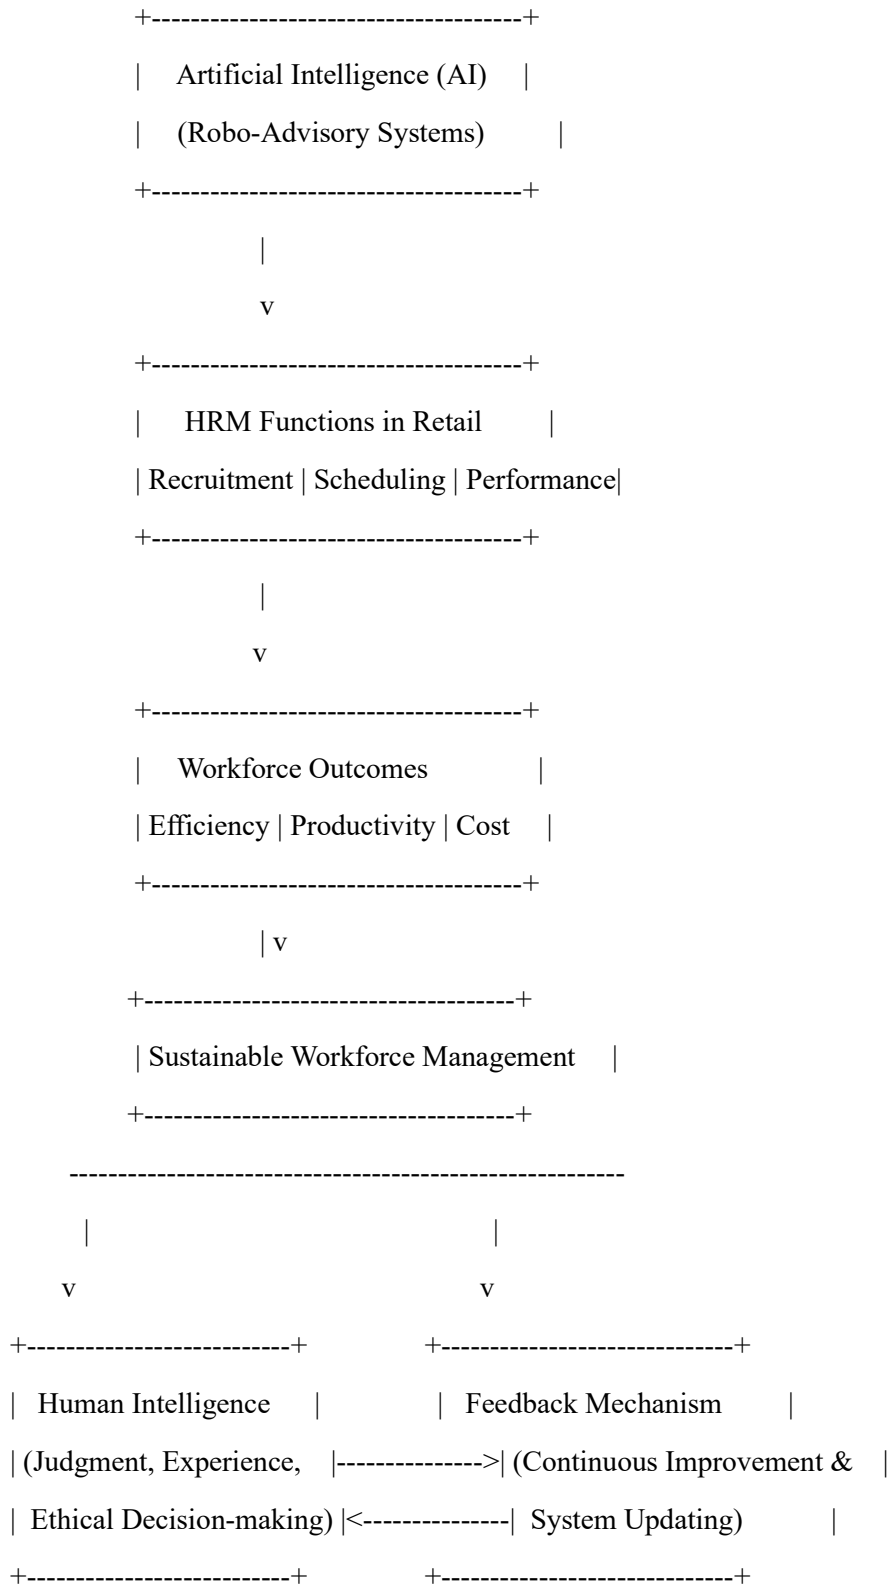 +--------------------------------------+
| Artificial Intelligence (AI) |
| (Robo-Advisory Systems) |
+--------------------------------------+
|
v
+--------------------------------------+
| HRM Functions in Retail |
| Recruitment | Scheduling | Performance|
+--------------------------------------+
|
v
+--------------------------------------+
| Workforce Outcomes |
| Efficiency | Productivity | Cost |
+--------------------------------------+
| v
+--------------------------------------+
| Sustainable Workforce Management |
+--------------------------------------+
---------------------------------------------------------
| |
v v
+---------------------------+ +------------------------------+
| Human Intelligence | | Feedback Mechanism |
| (Judgment, Experience, |--------------->| (Continuous Improvement & |
| Ethical Decision-making) |<---------------| System Updating) |
+---------------------------+ +------------------------------+